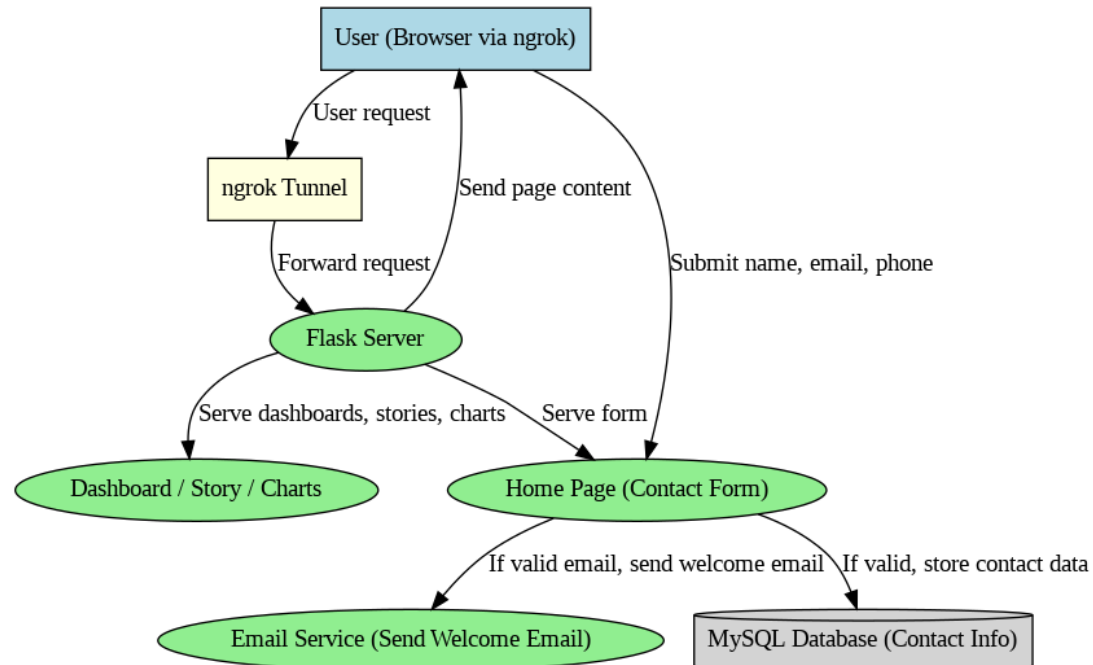 User (Browser via ngrok)
User request
ngrok Tunnel
Send page content
Forward request
Submit name, email, phone
Flask Server
Serve dashboards, stories, charts
Serve form
Dashboard / Story / Charts
Home Page (Contact Form)
If valid email, send welcome email
If valid, store contact data
Email Service (Send Welcome Email)
MySQL Database (Contact Info)